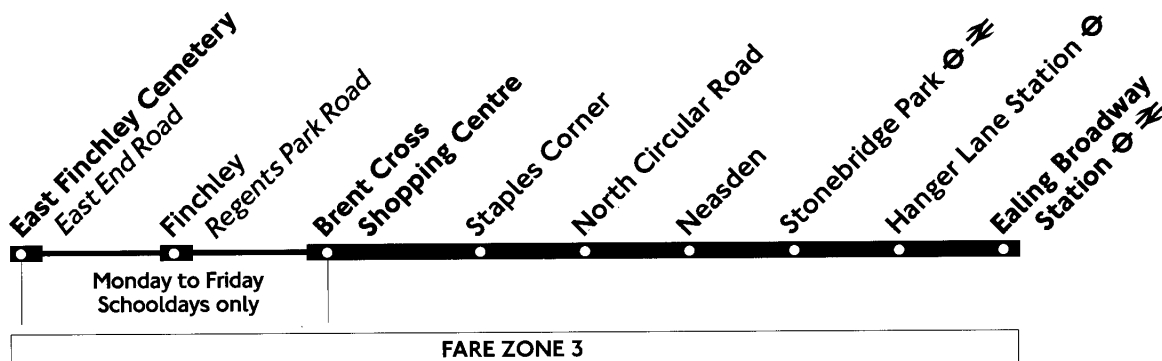 East Finchley Cemetery
East End Road
Finchley
Regents Park Road
Brent Cross
Shopping Centre
Staples Corner
North Circular Road
Neasden
Stonebridge Park
Hanger Lane Station
Ealing Broadway
Station
Monday to Friday
Schooldays only
FARE ZONE 3